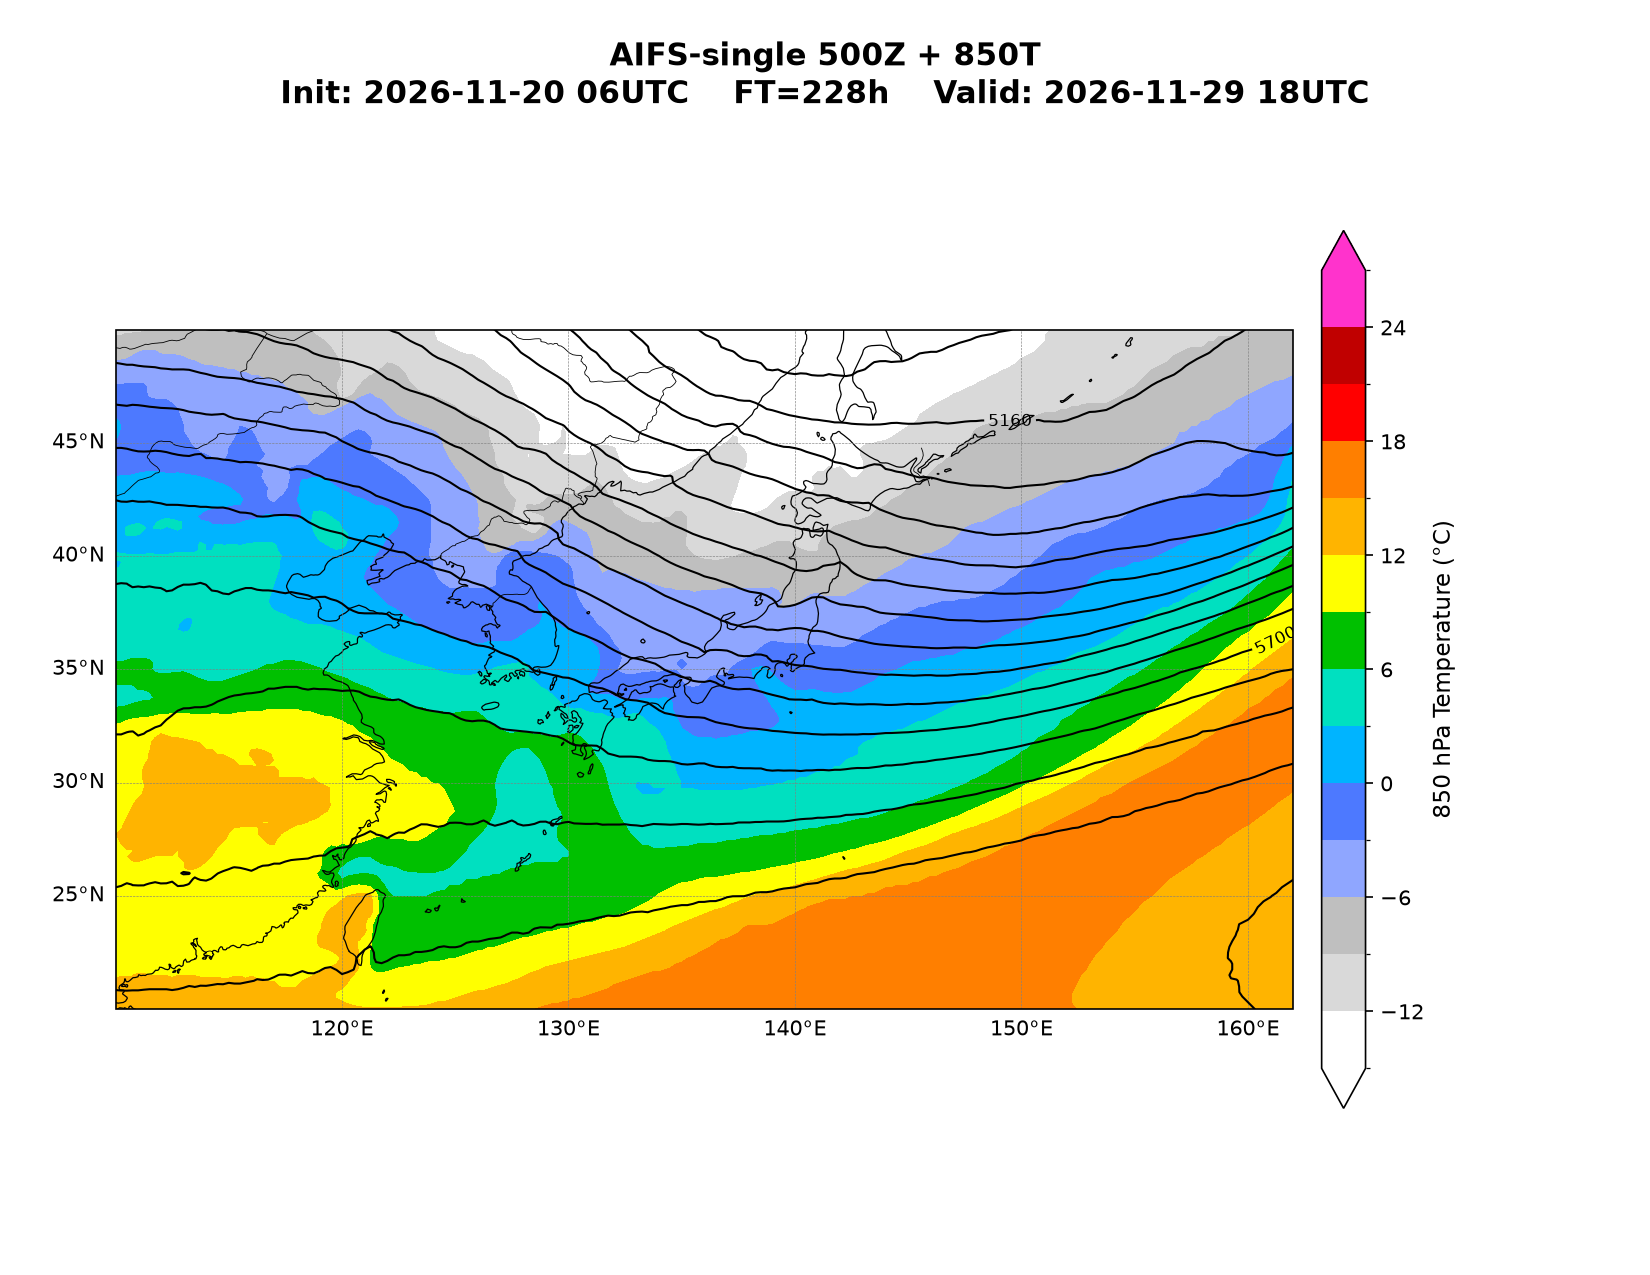 AIFS-single 500Z + 850T
Init: 2026-11-20 06UTC    FT=228h    Valid: 2026-11-29 18UTC
45°N
40°N
35°N
30°N
25°N
120°E
130°E
140°E
150°E
160°E
5160
5700
24
18
12
6
0
−6
−12
850 hPa Temperature (°C)